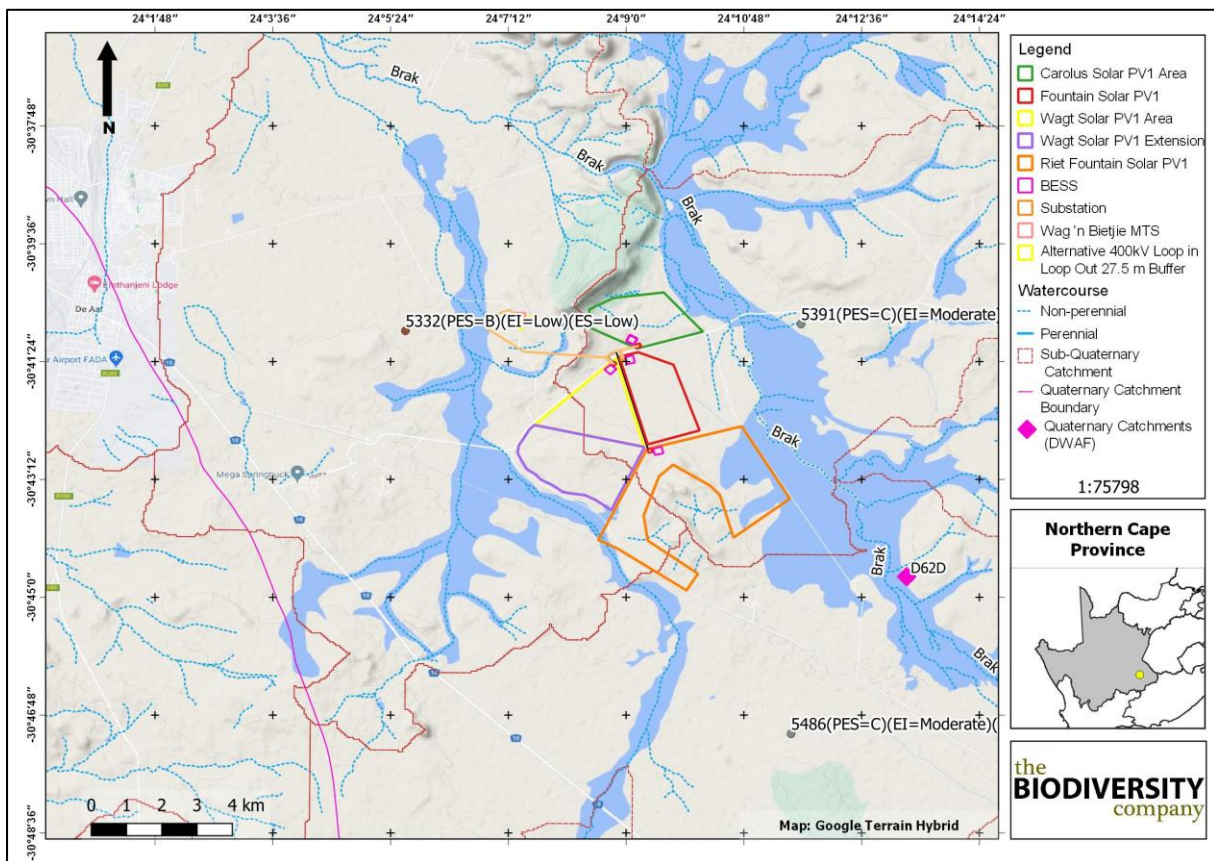 24°1'48" 24°3'36" 24°5'24" 24°7'12" 24°9'0" 24°10'48" 24°12'36" 24°14'24"
-30°37'48"
-30°39'36"
-30°41'24"
-30°43'12"
-30°45'0"
-30°46'48"
-30°48'36"
N
Brak
Brak
Brak
Brak
Brak
Brak
Brak
De Aar
Airport FADA
Mega Springbuck
10
10
10
10
10
5332(PES=B)(EI=Low)(ES=Low)
5391(PES=C)(EI=Moderate)
5486(PES=C)(EI=Moderate)(
D62D
0 1 2 3 4 km
Map: Google Terrain Hybrid
Legend
Carolus Solar PV1 Area
Fountain Solar PV1
Wagt Solar PV1 Area
Wagt Solar PV1 Extension
Riet Fountain Solar PV1
BESS
Substation
Wag 'n Bietjie MTS
Alternative 400kV Loop in
Loop Out 27.5 m Buffer
Watercourse
Non-perennial
Perennial
Sub-Quaternary
Catchment
Quaternary Catchment
Boundary
Quaternary Catchments
(DWAF)
1:75798
Northern Cape
Province
the
BIODIVERSITY
company